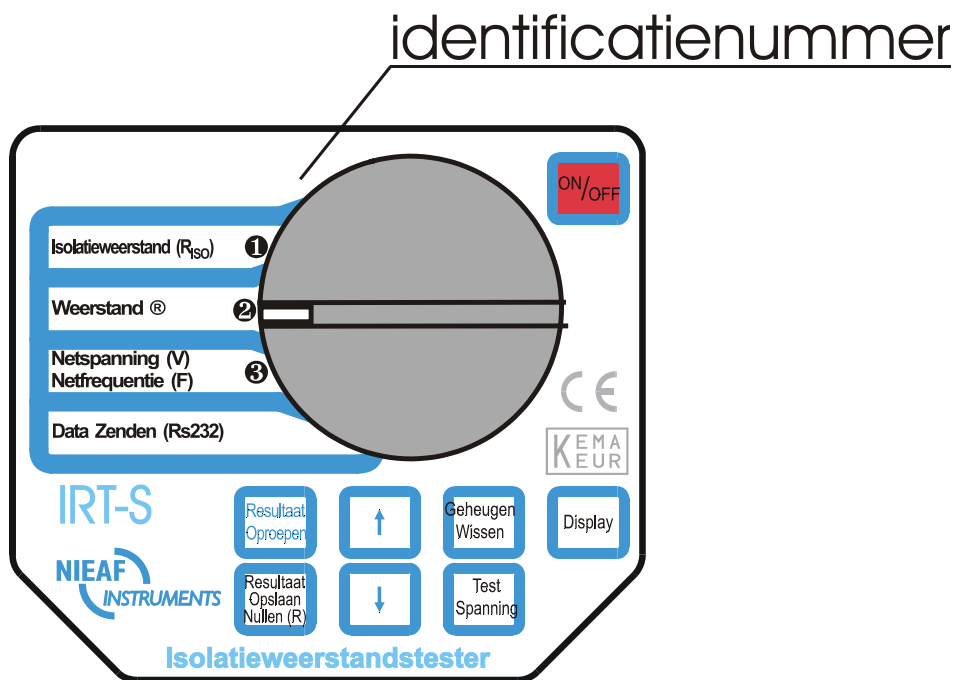 identificatienummer
ON/OFF
Isolatieweerstand (RISO) ❶
Weerstand ® ❷
Netspanning (V)
Netfrequentie (F) ❸
Data Zenden (Rs232)
CE
KEMA
KEUR
IRT-S
NIEAF
INSTRUMENTS
Resultaat
Oproepen
↑
Geheugen
Wissen
Display
Resultaat
Opslaan
Nullen (R)
↓
Test
Spanning
Isolatieweerstandstester